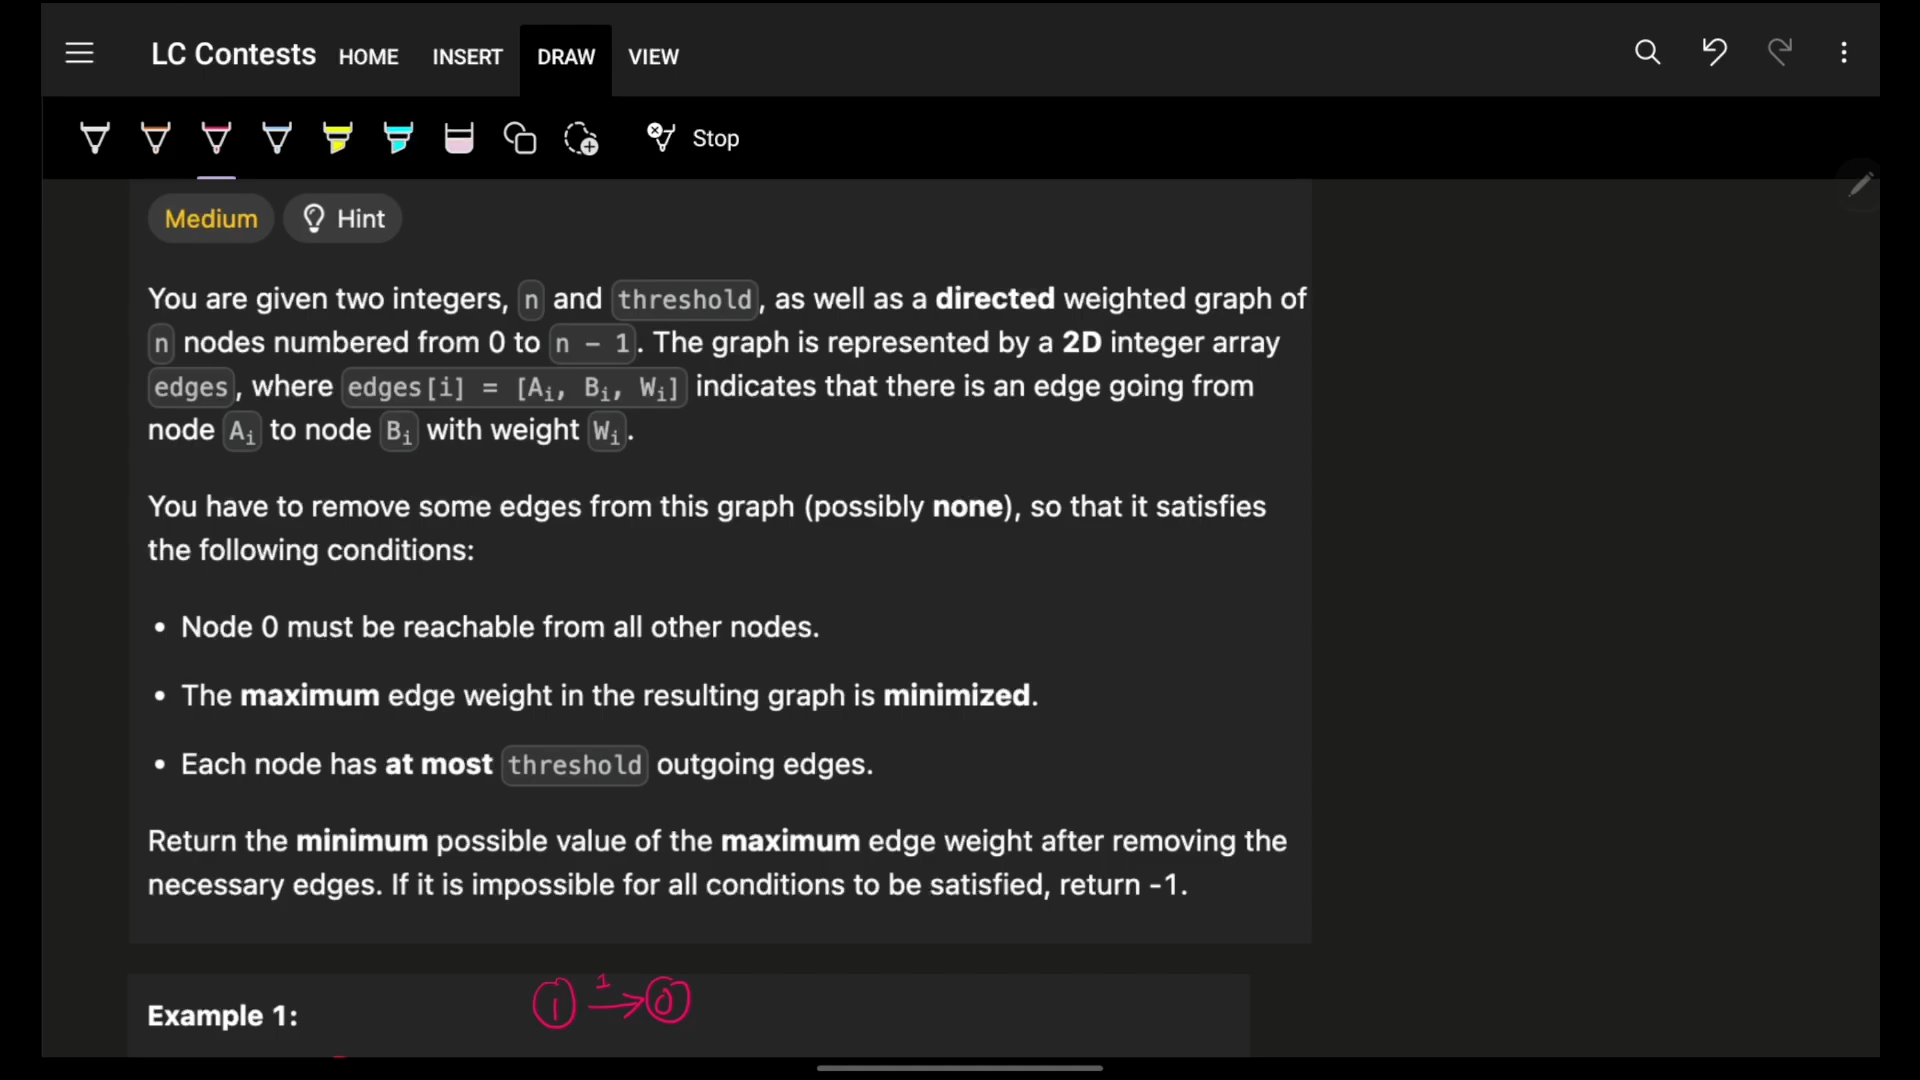 LC Contests HOME INSERT DRAW VIEW
Stop
Medium Hint
You are given two integers, n and threshold, as well as a directed weighted graph of
n nodes numbered from 0 to n - 1. The graph is represented by a 2D integer array
edges, where edges[i] = [Ai, Bi, Wi] indicates that there is an edge going from
node Ai to node Bi with weight Wi.
You have to remove some edges from this graph (possibly none), so that it satisfies
the following conditions:
• Node 0 must be reachable from all other nodes.
• The maximum edge weight in the resulting graph is minimized.
• Each node has at most threshold outgoing edges.
Return the minimum possible value of the maximum edge weight after removing the
necessary edges. If it is impossible for all conditions to be satisfied, return -1.
1
1 → 0
Example 1: